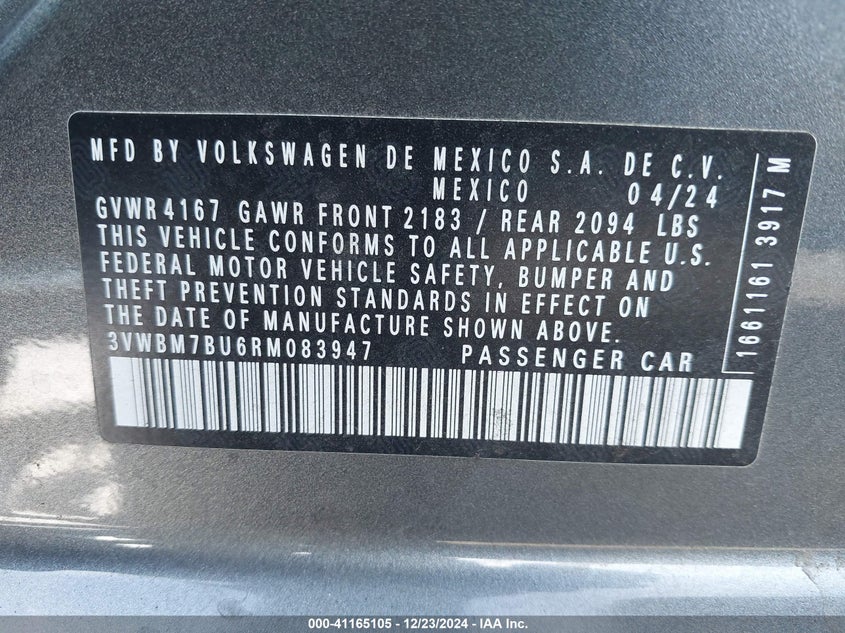 MFD BY VOLKSWAGEN DE MEXICO S.A. DE C.V.
MEXICO 04/24
GVWR 4167 GAWR FRONT 2183 / REAR 2094 LBS
THIS VEHICLE CONFORMS TO ALL APPLICABLE U.S.
FEDERAL MOTOR VEHICLE SAFETY, BUMPER AND
THEFT PREVENTION STANDARDS IN EFFECT ON
THE DATE OF MANUFACTURE SHOWN ABOVE.
3VWBM7BU6RM083947 PASSENGER CAR
1661161 3917 M
000-41165105 - 12/23/2024 - IAA Inc.